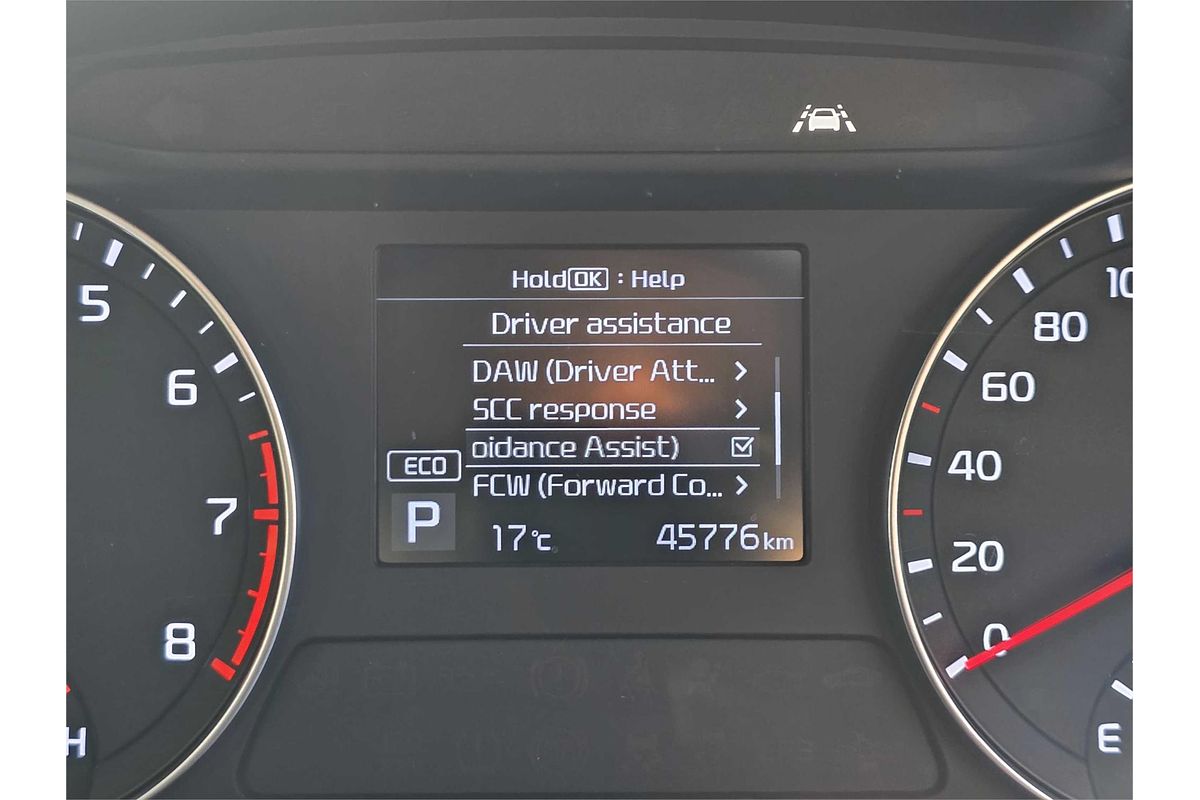 Hold OK : Help
Driver assistance
DAW (Driver Att...
SCC response
oidance Assist)
FCW (Forward Co...
ECO
P
17°C
45776km
5
6
7
8
H
10
80
60
40
20
0
E